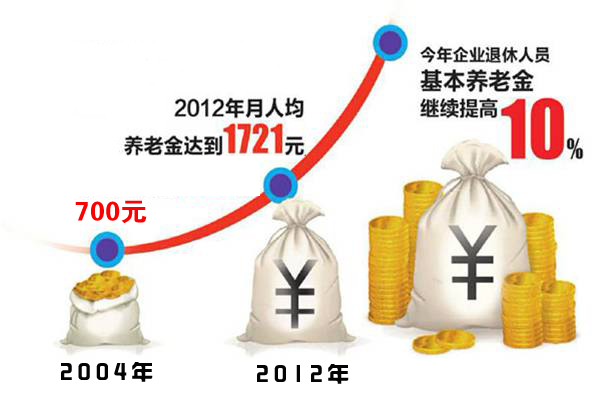 今年企业退休人员
基本养老金
继续提高10%
2012年月人均
养老金达到1721元
700元
¥
¥
2004年
2012年